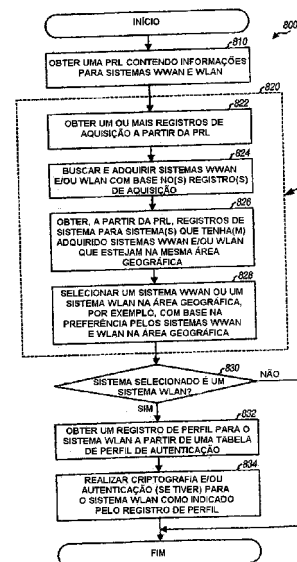 INÍCIO
800
810
OBTER UMA PRL CONTENDO INFORMAÇÕES
PARA SISTEMAS WWAN E WLAN
820
822
OBTER UM OU MAIS REGISTROS DE
AQUISIÇÃO A PARTIR DA PRL
824
BUSCAR E ADQUIRIR SISTEMAS WWAN
E/OU WLAN COM BASE NO(S) REGISTRO(S)
DE AQUISIÇÃO
826
OBTER, A PARTIR DA PRL, REGISTROS DE
SISTEMA PARA SISTEMA(S) QUE TENHA(M)
ADQUIRIDO SISTEMAS WWAN E/OU WLAN
QUE ESTEJAM NA MESMA ÁREA
GEOGRÁFICA
828
SELECIONAR UM SISTEMA WWAN OU UM
SISTEMA WLAN NA ÁREA GEOGRÁFICA,
POR EXEMPLO, COM BASE NA
PREFERÊNCIA PELOS SISTEMAS WWAN
E WLAN NA ÁREA GEOGRÁFICA
830
SISTEMA SELECIONADO É UM
SISTEMA WLAN?
NÃO
SIM
832
OBTER UM REGISTRO DE PERFIL PARA O
SISTEMA WLAN A PARTIR DE UMA TABELA
DE PERFIL DE AUTENTICAÇÃO
834
REALIZAR CRIPTOGRAFIA E/OU
AUTENTICAÇÃO (SE TIVER) PARA
O SISTEMA WLAN COMO INDICADO
PELO REGISTRO DE PERFIL
FIM